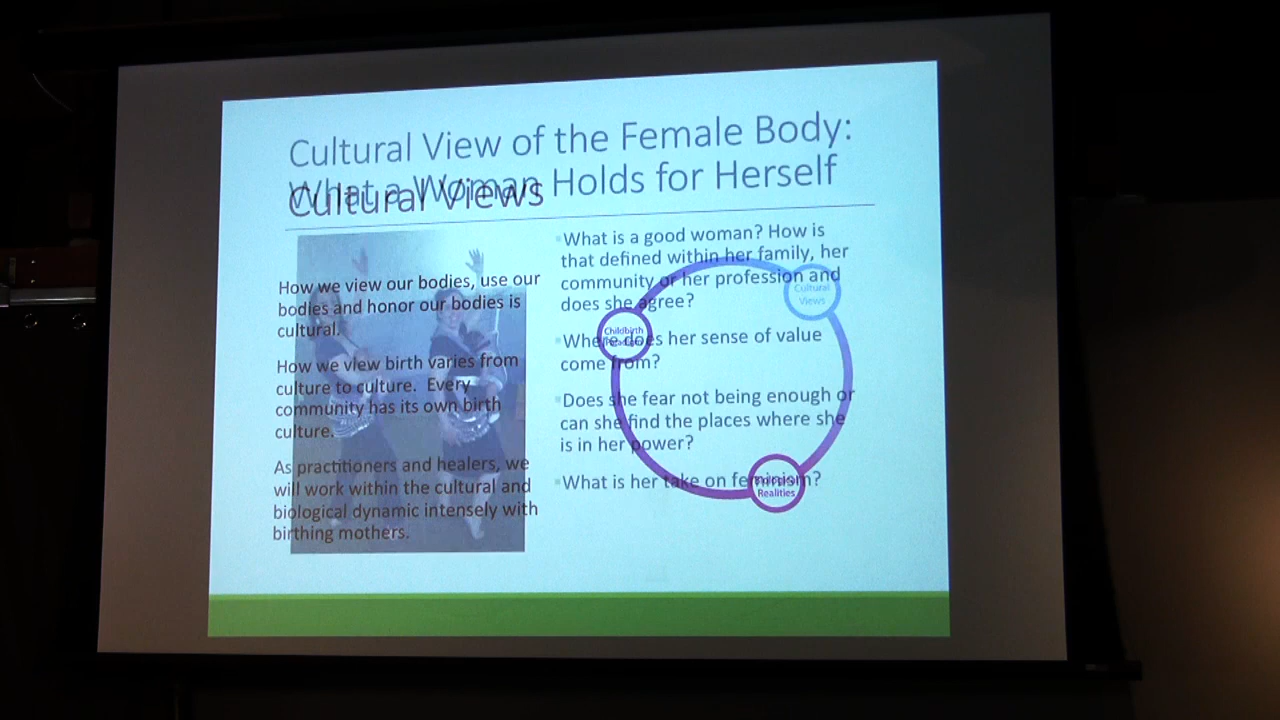 Cultural View of the Female Body:
What a Woman Holds for Herself
Cultural Views
How we view our bodies, use our
bodies and honor our bodies is
cultural.
How we view birth varies from
culture to culture. Every
community has its own birth
culture.
As practitioners and healers, we
will work within the cultural and
biological dynamic intensely with
birthing mothers.
What is a good woman? How is
that defined within her family, her
community or her profession and
does she agree?
Where does her sense of value
come from?
Does she fear not being enough or
can she find the places where she
is in her power?
What is her take on feminism?
Cultural
Views
Childbirth
Realities